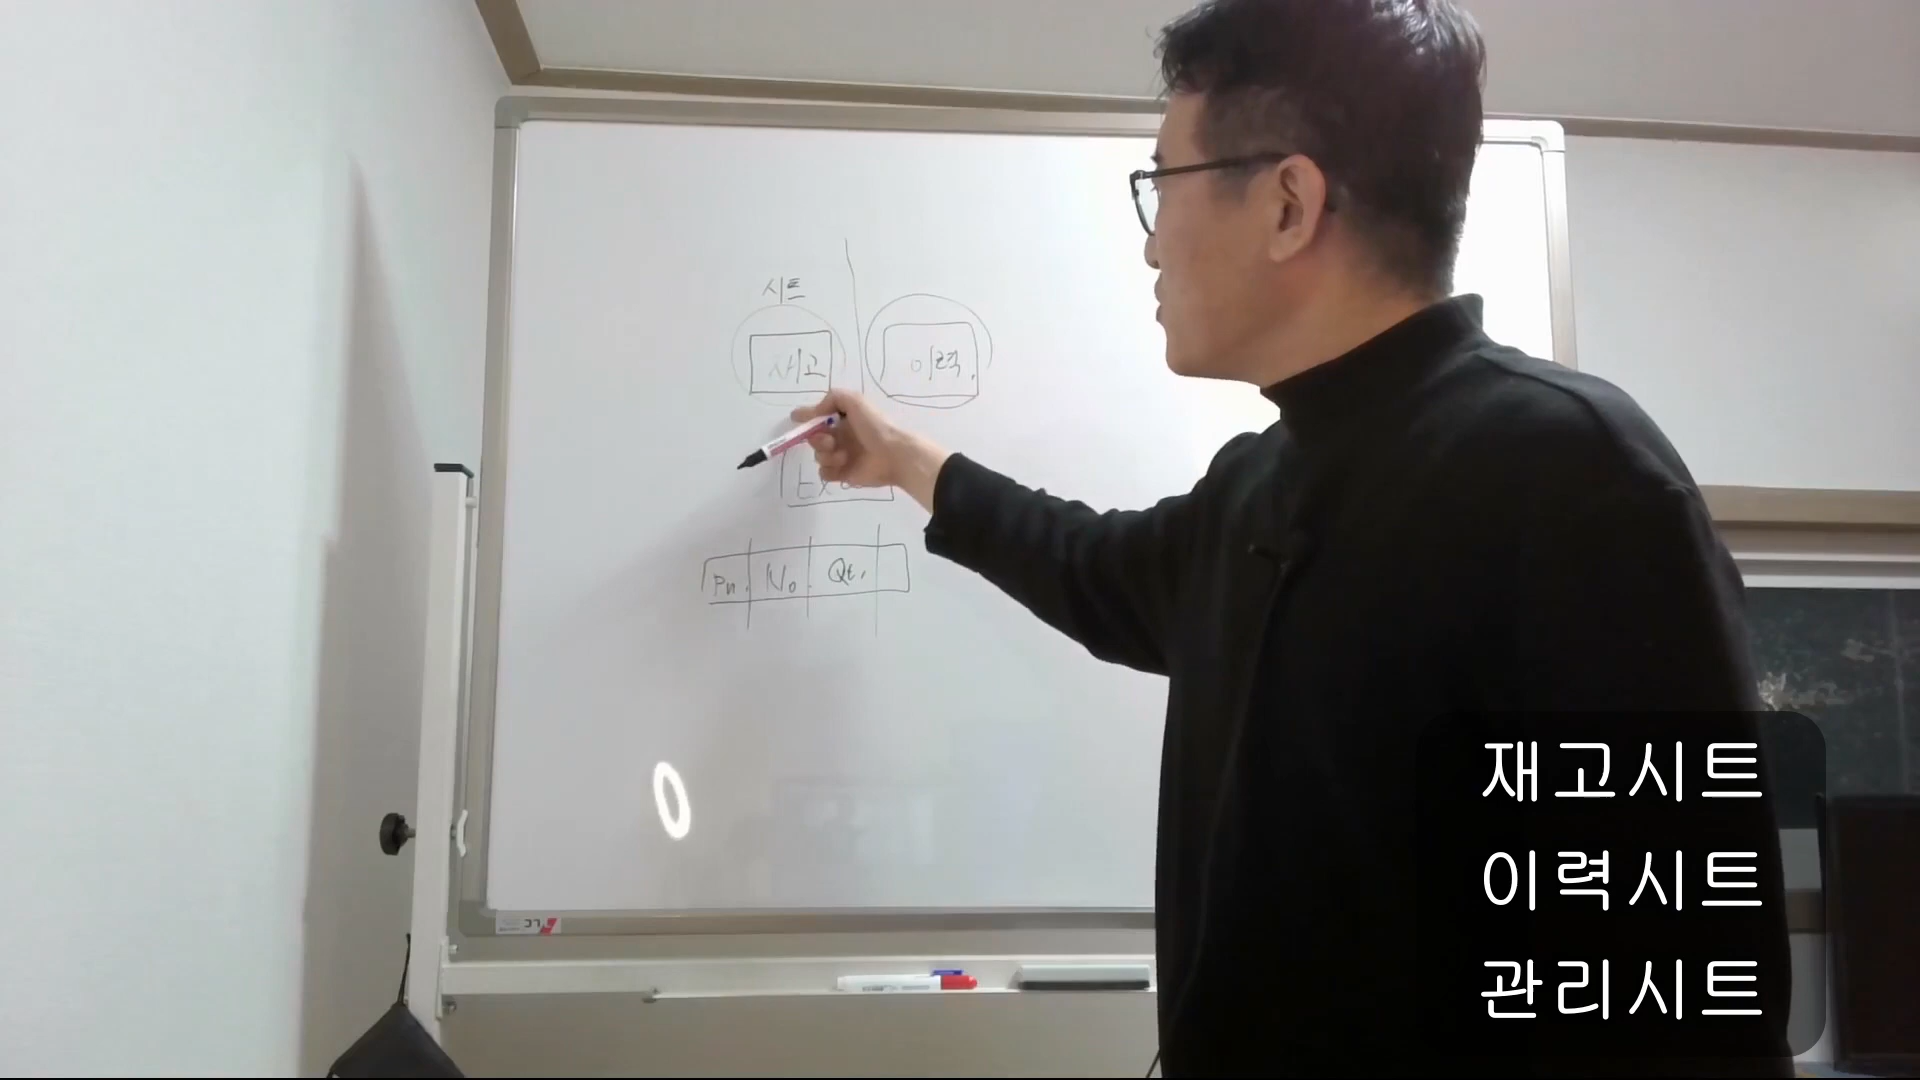 시트
재고
이력.
Pn. No. Qt.
재고시트
이력시트
관리시트